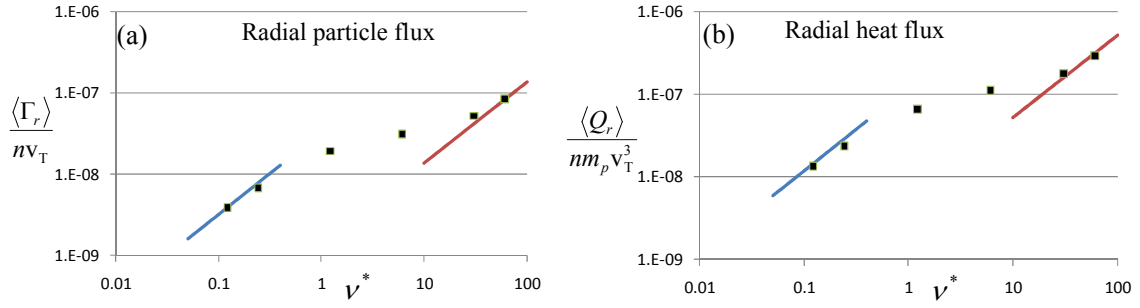 (a) Radial particle flux
⟨Γr⟩
nvT
1.E-06
1.E-07
1.E-08
1.E-09
0.01 0.1 1 10 100
ν*
(b) Radial heat flux
⟨Qr⟩
nmpvT3
1.E-06
1.E-07
1.E-08
1.E-09
0.01 0.1 1 10 100
ν*